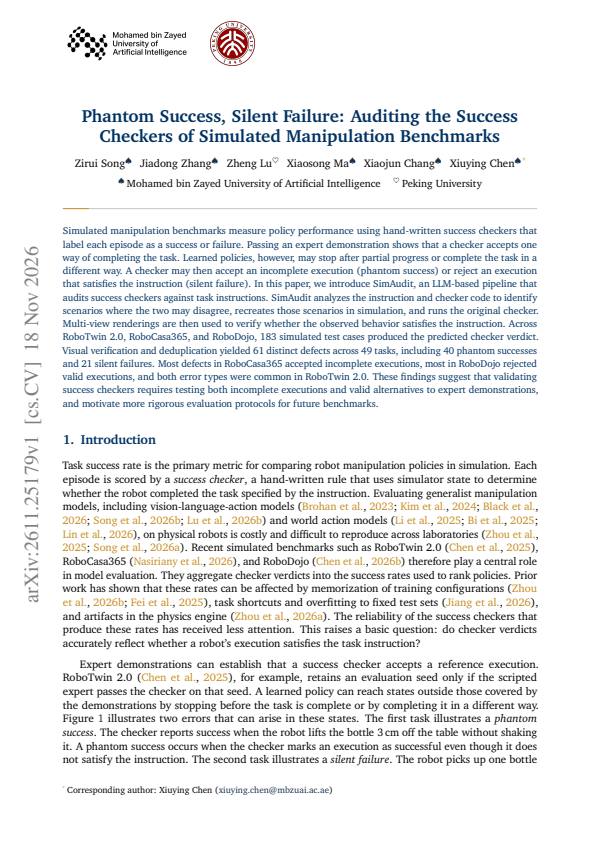 Mohamed bin Zayed
University of
Artificial Intelligence
PEKING UNIVERSITY
1898
Phantom Success, Silent Failure: Auditing the Success
Checkers of Simulated Manipulation Benchmarks
Zirui Song♠ Jiadong Zhang♠ Zheng Lu♡ Xiaosong Ma♠ Xiaojun Chang♠ Xiuying Chen♠*
♠ Mohamed bin Zayed University of Artificial Intelligence ♡ Peking University
arXiv:2611.25179v1 [cs.CV] 18 Nov 2026
Simulated manipulation benchmarks measure policy performance using hand-written success checkers that
label each episode as a success or failure. Passing an expert demonstration shows that a checker accepts one
way of completing the task. Learned policies, however, may stop after partial progress or complete the task in a
different way. A checker may then accept an incomplete execution (phantom success) or reject an execution
that satisfies the instruction (silent failure). In this paper, we introduce SimAudit, an LLM-based pipeline that
audits success checkers against task instructions. SimAudit analyzes the instruction and checker code to identify
scenarios where the two may disagree, recreates those scenarios in simulation, and runs the original checker.
Multi-view renderings are then used to verify whether the observed behavior satisfies the instruction. Across
RoboTwin 2.0, RoboCasa365, and RoboDojo, 183 simulated test cases produced the predicted checker verdict.
Visual verification and deduplication yielded 61 distinct defects across 49 tasks, including 40 phantom successes
and 21 silent failures. Most defects in RoboCasa365 accepted incomplete executions, most in RoboDojo rejected
valid executions, and both error types were common in RoboTwin 2.0. These findings suggest that validating
success checkers requires testing both incomplete executions and valid alternatives to expert demonstrations,
and motivate more rigorous evaluation protocols for future benchmarks.
1. Introduction
Task success rate is the primary metric for comparing robot manipulation policies in simulation. Each
episode is scored by a success checker, a hand-written rule that uses simulator state to determine
whether the robot completed the task specified by the instruction. Evaluating generalist manipulation
models, including vision-language-action models (Brohan et al., 2023; Kim et al., 2024; Black et al.,
2026; Song et al., 2026b; Lu et al., 2026b) and world action models (Li et al., 2025; Bi et al., 2025;
Lin et al., 2026), on physical robots is costly and difficult to reproduce across laboratories (Zhou et al.,
2025; Song et al., 2026a). Recent simulated benchmarks such as RoboTwin 2.0 (Chen et al., 2025),
RoboCasa365 (Nasiriany et al., 2026), and RoboDojo (Chen et al., 2026b) therefore play a central role
in model evaluation. They aggregate checker verdicts into the success rates used to rank policies. Prior
work has shown that these rates can be affected by memorization of training configurations (Zhou
et al., 2026b; Fei et al., 2025), task shortcuts and overfitting to fixed test sets (Jiang et al., 2026),
and artifacts in the physics engine (Zhou et al., 2026a). The reliability of the success checkers that
produce these rates has received less attention. This raises a basic question: do checker verdicts
accurately reflect whether a robot's execution satisfies the task instruction?
Expert demonstrations can establish that a success checker accepts a reference execution.
RoboTwin 2.0 (Chen et al., 2025), for example, retains an evaluation seed only if the scripted
expert passes the checker on that seed. A learned policy can reach states outside those covered by
the demonstrations by stopping before the task is complete or by completing it in a different way.
Figure 1 illustrates two errors that can arise in these states. The first task illustrates a phantom
success. The checker reports success when the robot lifts the bottle 3 cm off the table without shaking
it. A phantom success occurs when the checker marks an execution as successful even though it does
not satisfy the instruction. The second task illustrates a silent failure. The robot picks up one bottle
* Corresponding author: Xiuying Chen (xiuying.chen@mbzuai.ac.ae)